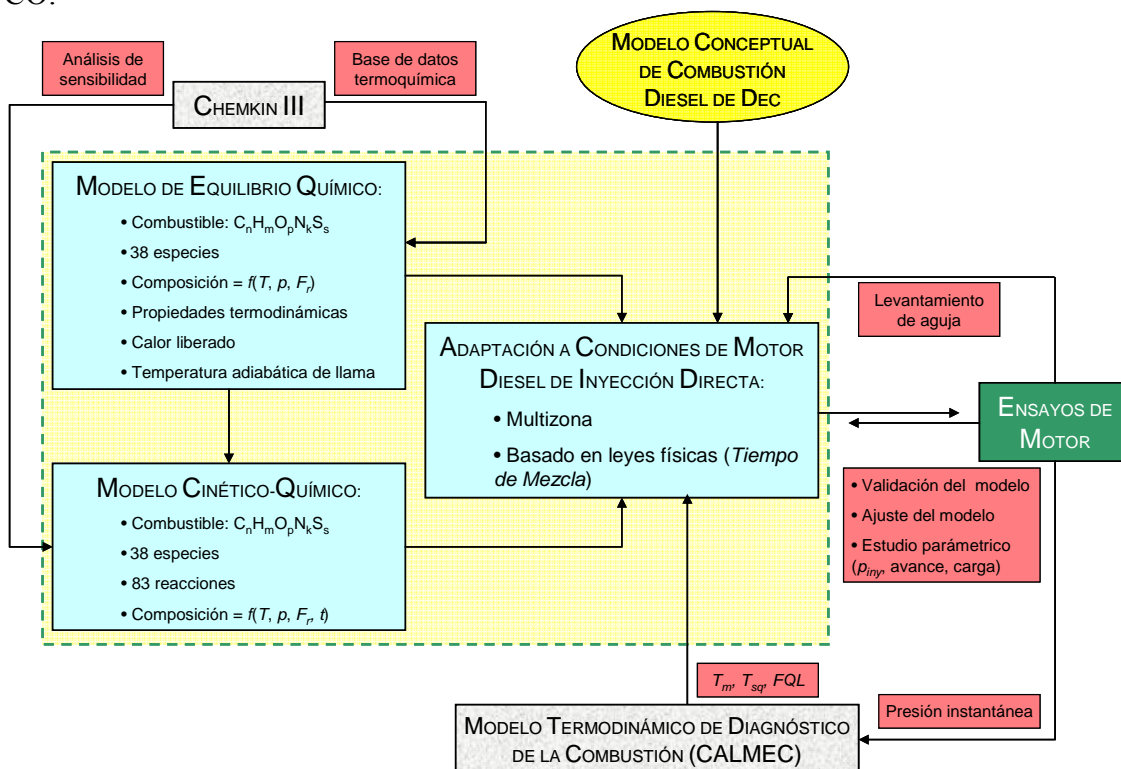 CO.
Análisis de
sensibilidad
Base de datos
termoquímica
CHEMKIN III
MODELO CONCEPTUAL
DE COMBUSTIÓN
DIESEL DE DEC
MODELO DE EQUILIBRIO QUÍMICO:
• Combustible: CnHmOpNkSs
• 38 especies
• Composición = f(T, p, Fr)
• Propiedades termodinámicas
• Calor liberado
• Temperatura adiabática de llama
MODELO CINÉTICO-QUÍMICO:
• Combustible: CnHmOpNkSs
• 38 especies
• 83 reacciones
• Composición = f(T, p, Fr, t)
ADAPTACIÓN A CONDICIONES DE MOTOR
DIESEL DE INYECCIÓN DIRECTA:
• Multizona
• Basado en leyes físicas (Tiempo
de Mezcla)
Levantamiento
de aguja
ENSAYOS DE
MOTOR
• Validación del modelo
• Ajuste del modelo
• Estudio parámetrico
(piny, avance, carga)
Tm, Tsq, FQL
Presión instantánea
MODELO TERMODINÁMICO DE DIAGNÓSTICO
DE LA COMBUSTIÓN (CALMEC)